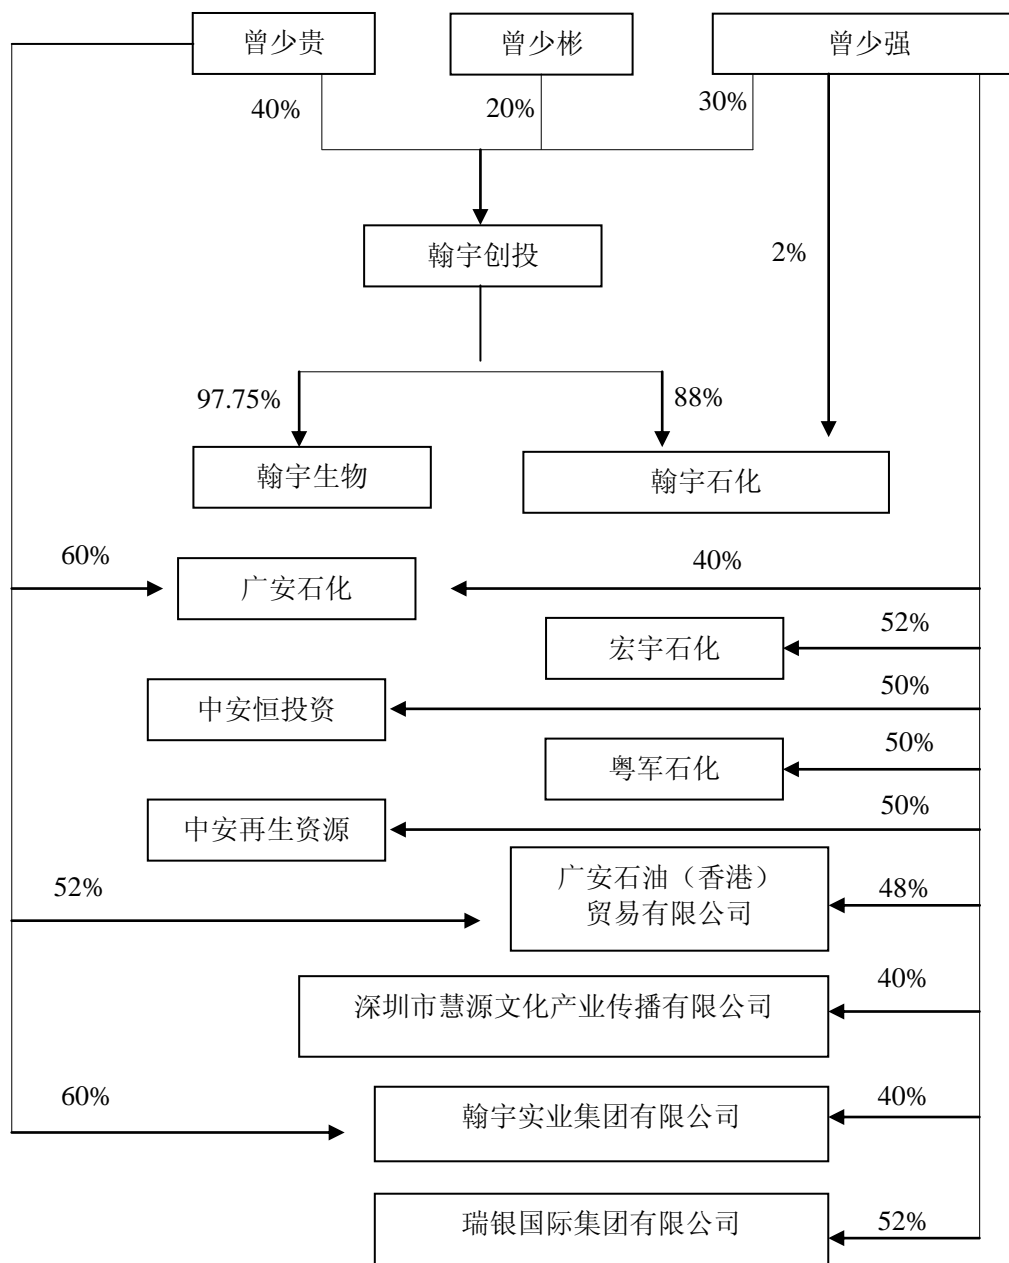 曾少贵
曾少彬
曾少强
40%
20%
30%
翰宇创投
2%
97.75%
88%
翰宇生物
翰宇石化
60%
广安石化
40%
宏宇石化
52%
中安恒投资
50%
粤军石化
50%
中安再生资源
50%
52%
广安石油（香港）
贸易有限公司
48%
深圳市慧源文化产业传播有限公司
40%
60%
翰宇实业集团有限公司
40%
瑞银国际集团有限公司
52%